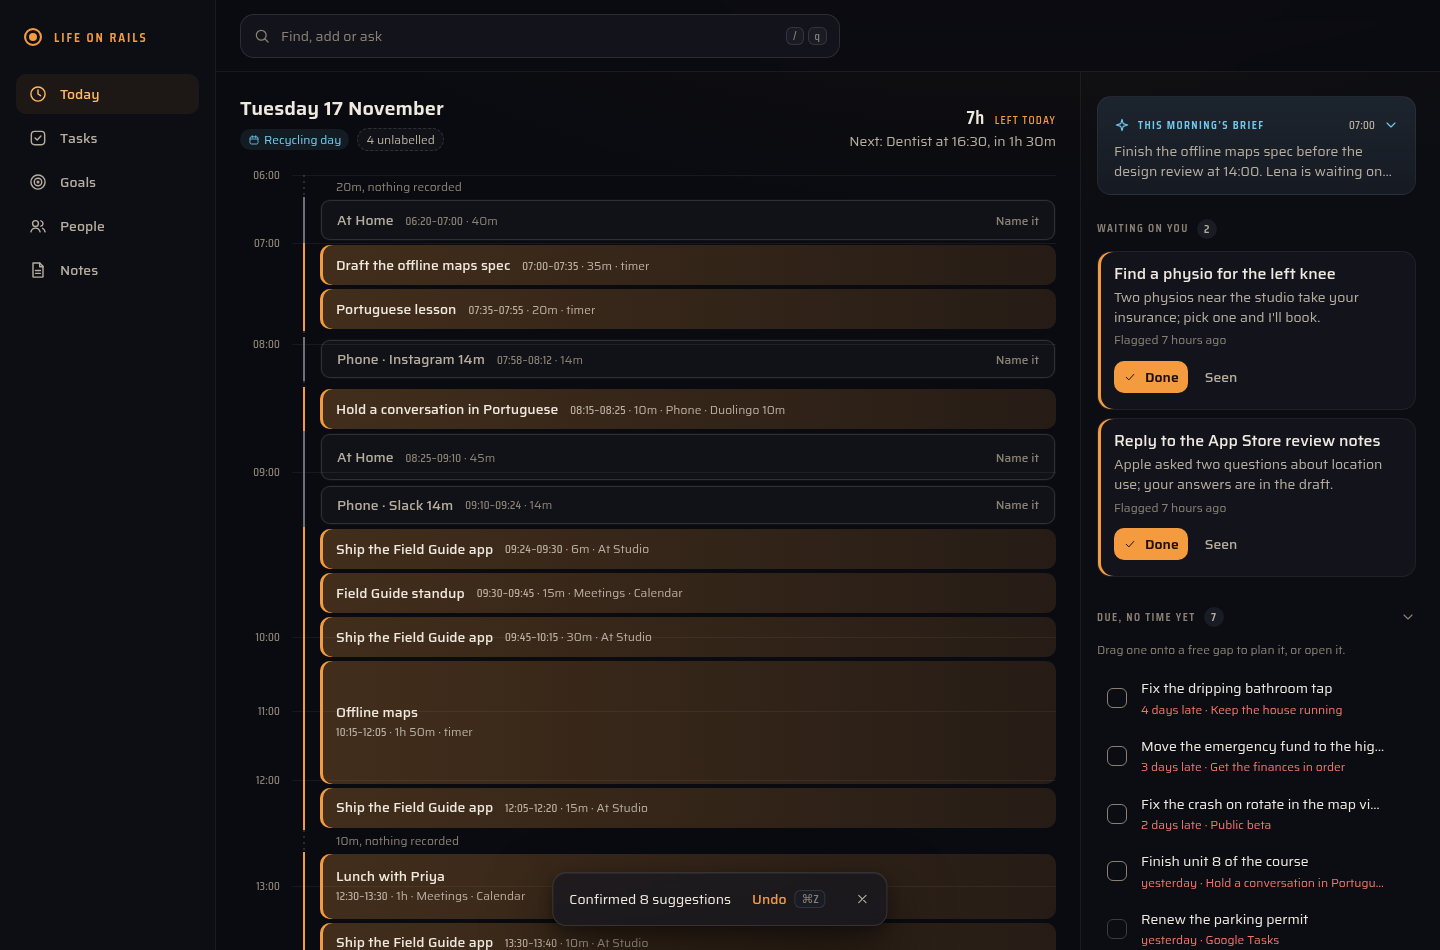 LIFE ON RAILS
Today
Tasks
Goals
People
Notes
Find, add or ask
/ q
Tuesday 17 November
Recycling day
4 unlabelled
7h LEFT TODAY
Next: Dentist at 16:30, in 1h 30m
06:00
20m, nothing recorded
At Home 06:20–07:00 · 40m Name it
07:00
Draft the offline maps spec 07:00–07:35 · 35m · timer
Portuguese lesson 07:35–07:55 · 20m · timer
08:00
Phone · Instagram 14m 07:58–08:12 · 14m Name it
Hold a conversation in Portuguese 08:15–08:25 · 10m · Phone · Duolingo 10m
At Home 08:25–09:10 · 45m Name it
09:00
Phone · Slack 14m 09:10–09:24 · 14m Name it
Ship the Field Guide app 09:24–09:30 · 6m · At Studio
Field Guide standup 09:30–09:45 · 15m · Meetings · Calendar
10:00
Ship the Field Guide app 09:45–10:15 · 30m · At Studio
11:00
Offline maps
10:15–12:05 · 1h 50m · timer
12:00
Ship the Field Guide app 12:05–12:20 · 15m · At Studio
10m, nothing recorded
Lunch with Priya
13:00
12:30–13:30 · 1h · Meetings · Calendar
Ship the Field Guide app 13:30–13:40 · 10m · At Studio
Confirmed 8 suggestions Undo ⌘Z
THIS MORNING'S BRIEF 07:00
Finish the offline maps spec before the
design review at 14:00. Lena is waiting on...
WAITING ON YOU 2
Find a physio for the left knee
Two physios near the studio take your
insurance; pick one and I'll book.
Flagged 7 hours ago
Done Seen
Reply to the App Store review notes
Apple asked two questions about location
use; your answers are in the draft.
Flagged 7 hours ago
Done Seen
DUE, NO TIME YET 7
Drag one onto a free gap to plan it, or open it.
Fix the dripping bathroom tap
4 days late · Keep the house running
Move the emergency fund to the hig...
3 days late · Get the finances in order
Fix the crash on rotate in the map vi...
2 days late · Public beta
Finish unit 8 of the course
yesterday · Hold a conversation in Portugu...
Renew the parking permit
yesterday · Google Tasks